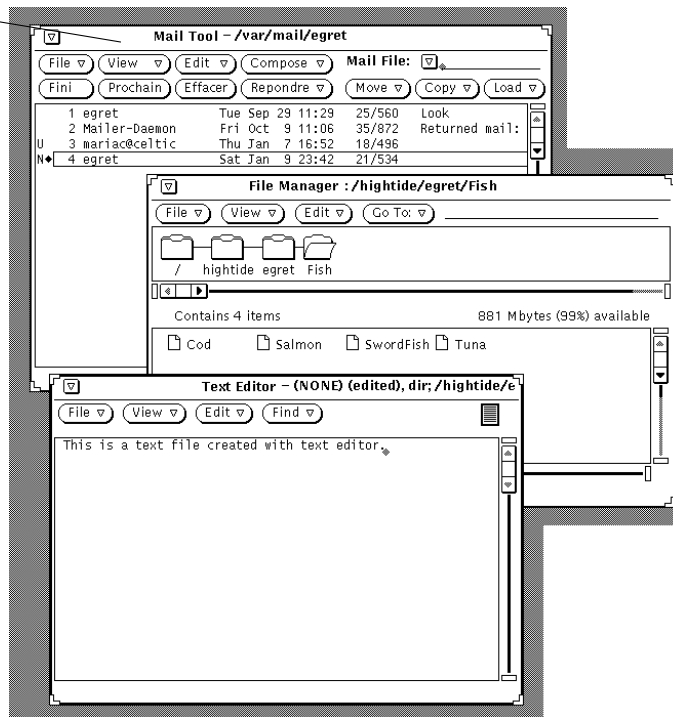 Mail Tool – /var/mail/egret
File View Edit Compose Mail File:
Fini Prochain Effacer Repondre Move Copy Load
1 egret Tue Sep 29 11:29 25/560 Look
2 Mailer-Daemon Fri Oct 9 11:06 35/872 Returned mail:
U 3 mariac@celtic Thu Jan 7 16:52 18/496
N 4 egret Sat Jan 9 23:42 21/534
File Manager : /hightide/egret/Fish
File View Edit Go To:
/ hightide egret Fish
Contains 4 items 881 Mbytes (99%) available
Cod Salmon SwordFish Tuna
Text Editor – (NONE) (edited), dir; /hightide/e
File View Edit Find
This is a text file created with text editor.